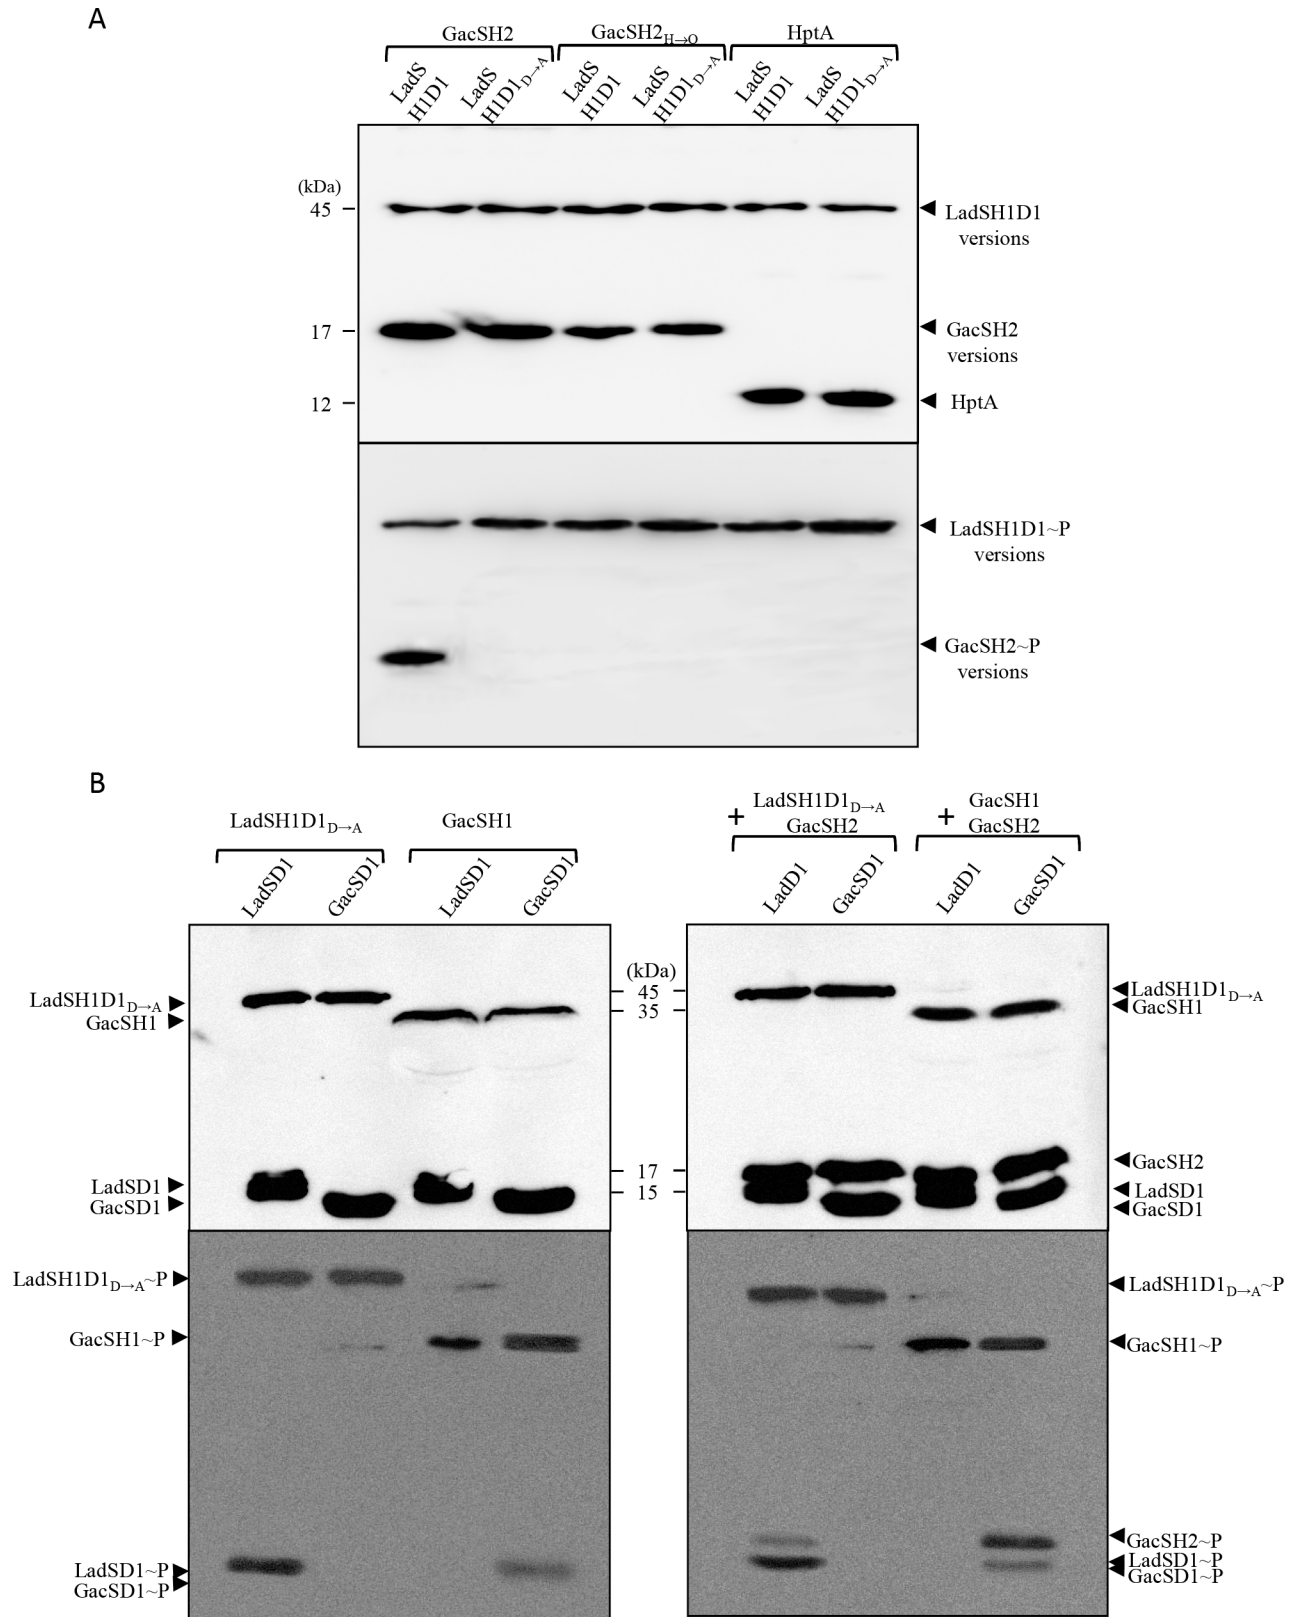 A
GacSH2
GacSH2H→Q
HptA
LadS
H1D1
LadS
H1D1D→A
LadS
H1D1
LadS
H1D1D→A
LadS
H1D1
LadS
H1D1D→A
(kDa)
45
17
12
LadSH1D1
versions
GacSH2
versions
HptA
LadSH1D1~P
versions
GacSH2~P
versions
B
LadSH1D1D→A
GacSH1
LadSD1
GacSD1
LadSD1
GacSD1
+ LadSH1D1D→A
GacSH2
+ GacSH1
GacSH2
LadD1
GacSD1
LadD1
GacSD1
LadSH1D1D→A
GacSH1
LadSD1
GacSD1
(kDa)
45
35
17
15
LadSH1D1D→A
GacSH1
GacSH2
LadSD1
GacSD1
LadSH1D1D→A~P
GacSH1~P
LadSD1~P
GacSD1~P
LadSH1D1D→A~P
GacSH1~P
GacSH2~P
LadSD1~P
GacSD1~P